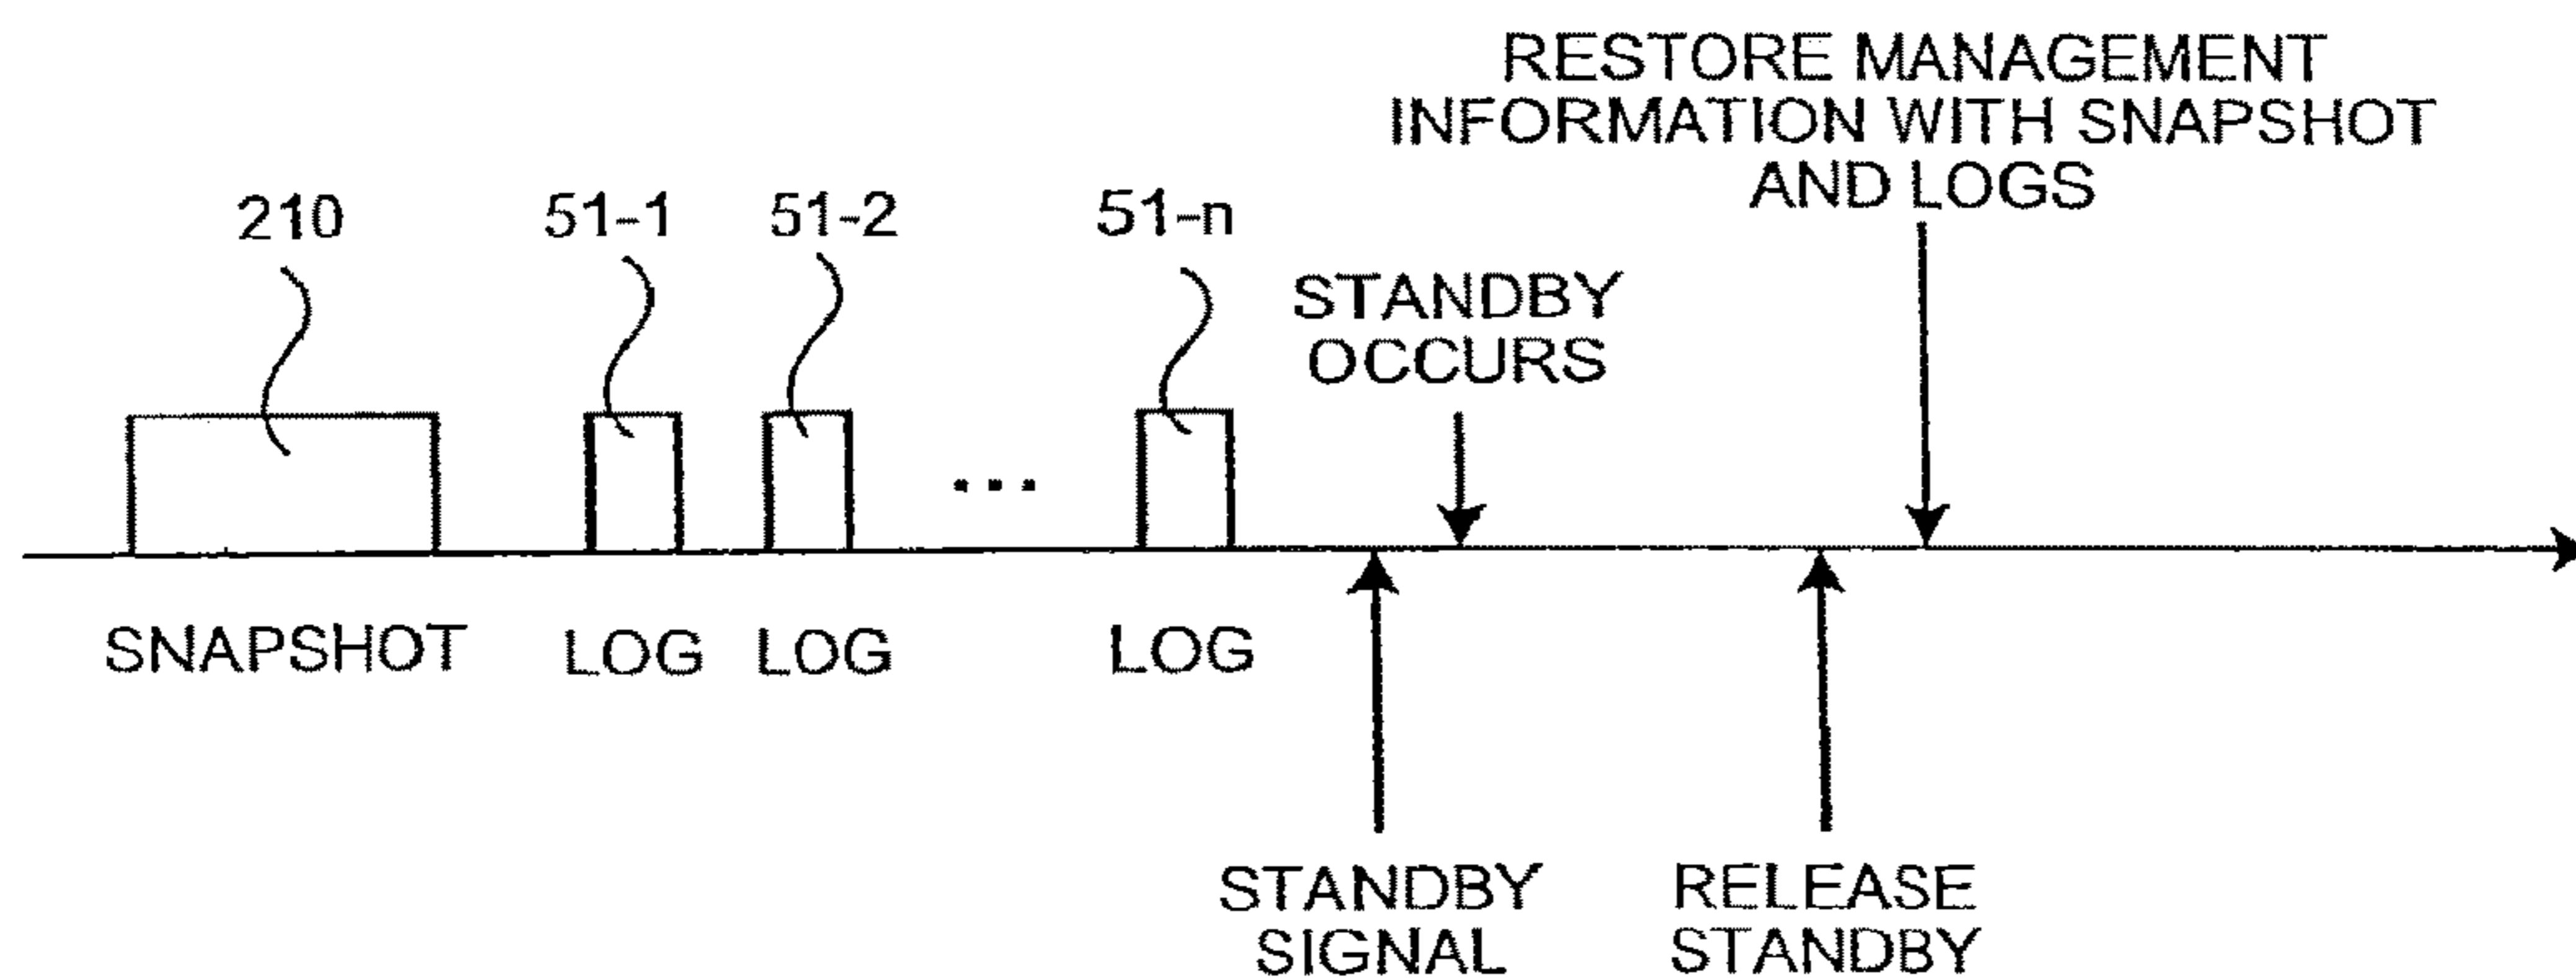 RESTORE MANAGEMENT
INFORMATION WITH SNAPSHOT
AND LOGS
210
51-1
51-2
51-n
STANDBY
OCCURS
...
SNAPSHOT
LOG
LOG
LOG
STANDBY
SIGNAL
RELEASE
STANDBY